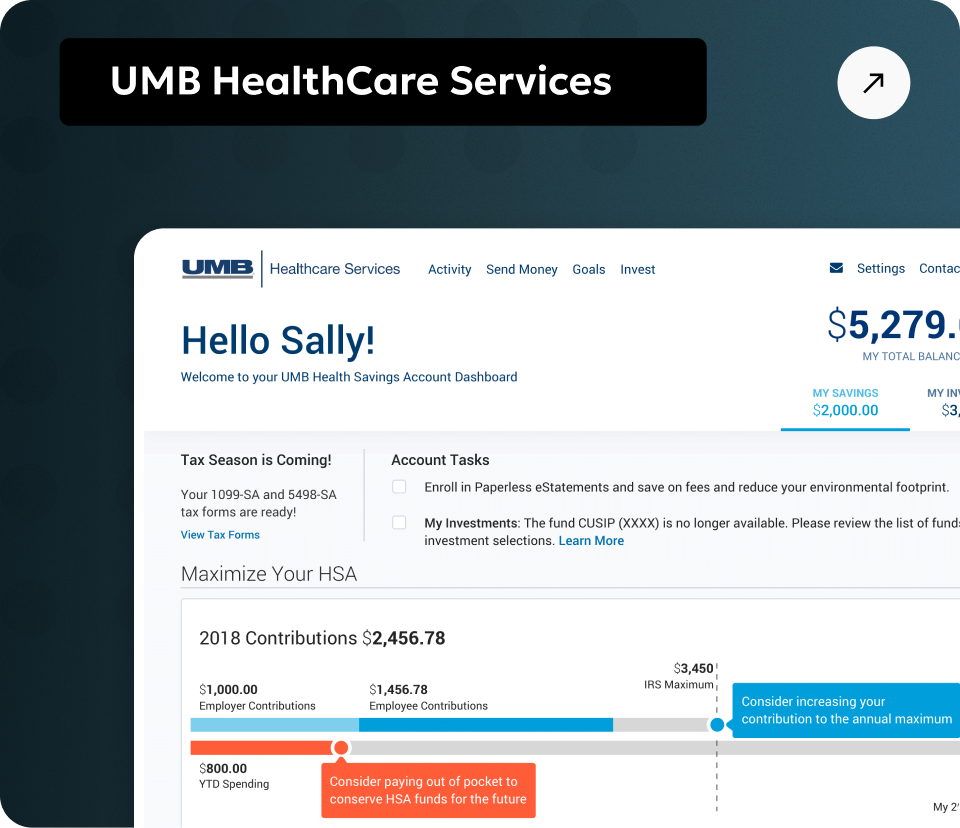 UMB HealthCare Services
UMB Healthcare Services Activity Send Money Goals Invest Settings
Hello Sally!
Welcome to your UMB Health Savings Account Dashboard
$5,279.
MY TOTAL
MY SAVINGS MY
$2,000.00 $3,
Tax Season is Coming!
Your 1099-SA and 5498-SA
tax forms are ready!
View Tax Forms
Account Tasks
Enroll in Paperless eStatements and save on fees and reduce your environmental footprint.
My Investments: The fund CUSIP (XXXX) is no longer available. Please review the list of funds
investment selections. Learn More
Maximize Your HSA
2018 Contributions $2,456.78
$1,000.00
Employer Contributions
$1,456.78
Employee Contributions
$3,450
IRS Maximum
Consider increasing your
contribution to the annual maximum
$800.00
YTD Spending
Consider paying out of pocket to
conserve HSA funds for the future
My